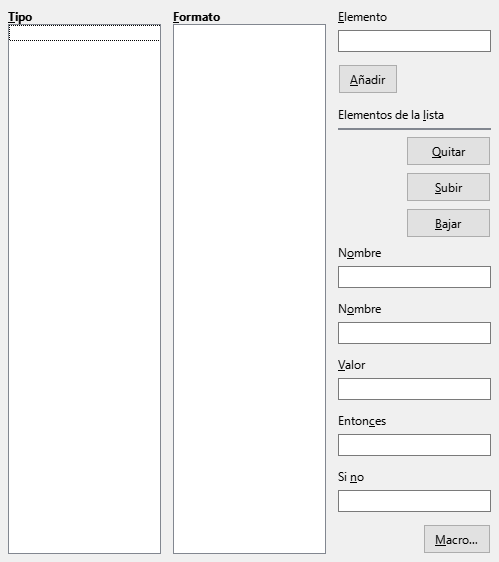 Tipo
Formato
Elemento
Añadir
Elementos de la lista
Quitar
Subir
Bajar
Nombre
Nombre
Valor
Entonces
Si no
Macro...